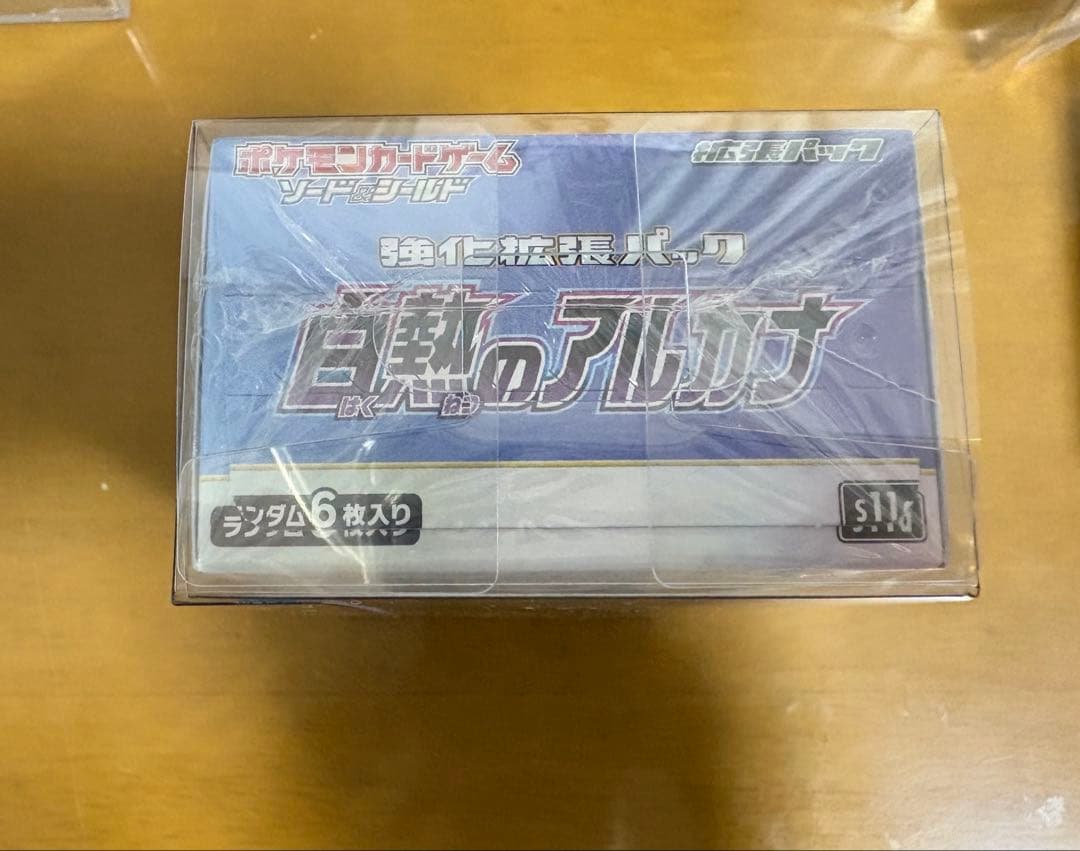 ポケモンカードゲーム
ソード&シールド
拡張パック
強化拡張パック
白熱のアルカナ
はく ねつ
ランダム6枚入り